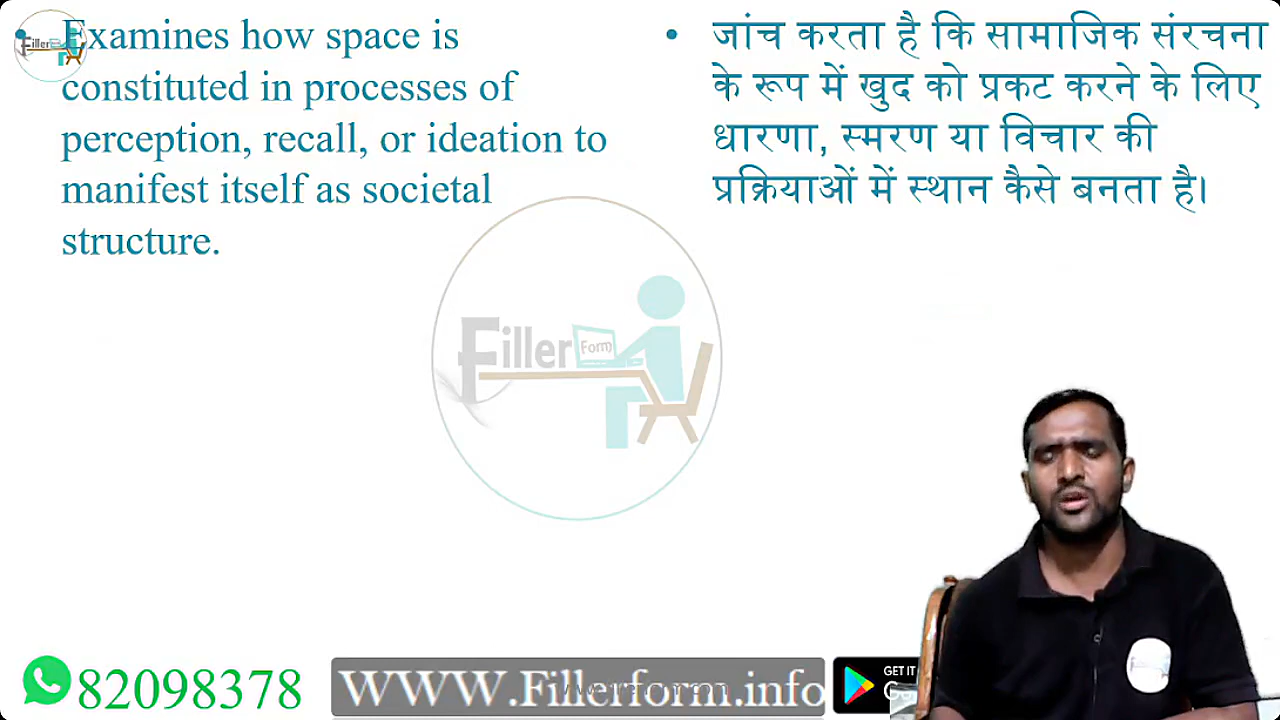 Examines how space is
constituted in processes of
perception, recall, or ideation to
manifest itself as societal
structure.
जांच करता है कि सामाजिक संरचना
के रूप में खुद को प्रकट करने के लिए
धारणा, स्मरण या विचार की
प्रक्रियाओं में स्थान कैसे बनता है।
Filler Form
82098378
WWW.Fillerform.info
GET IT